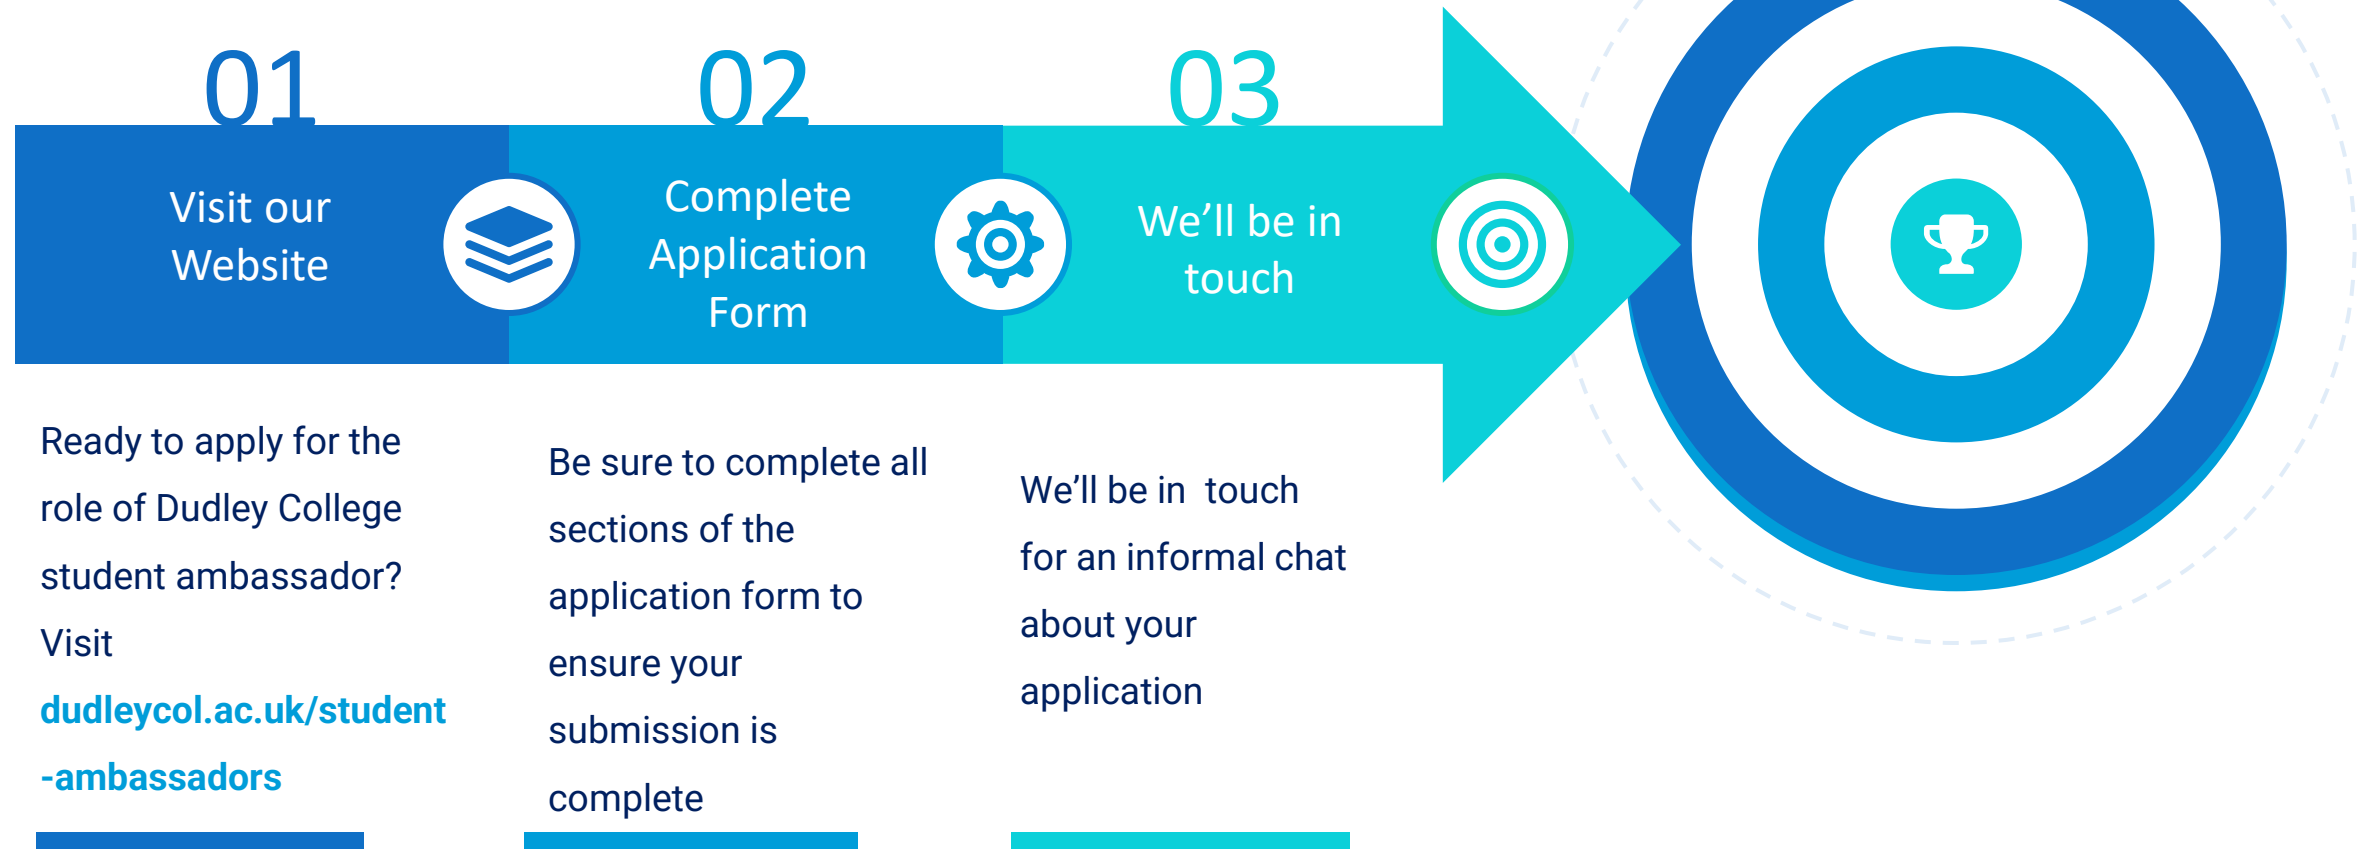 01
Visit our
Website
Ready to apply for the
role of Dudley College
student ambassador?
Visit
dudleycol.ac.uk/student
-ambassadors
02
Complete
Application
Form
Be sure to complete all
sections of the
application form to
ensure your
submission is
complete
03
We’ll be in
touch
We’ll be in  touch
for an informal chat
about your
application